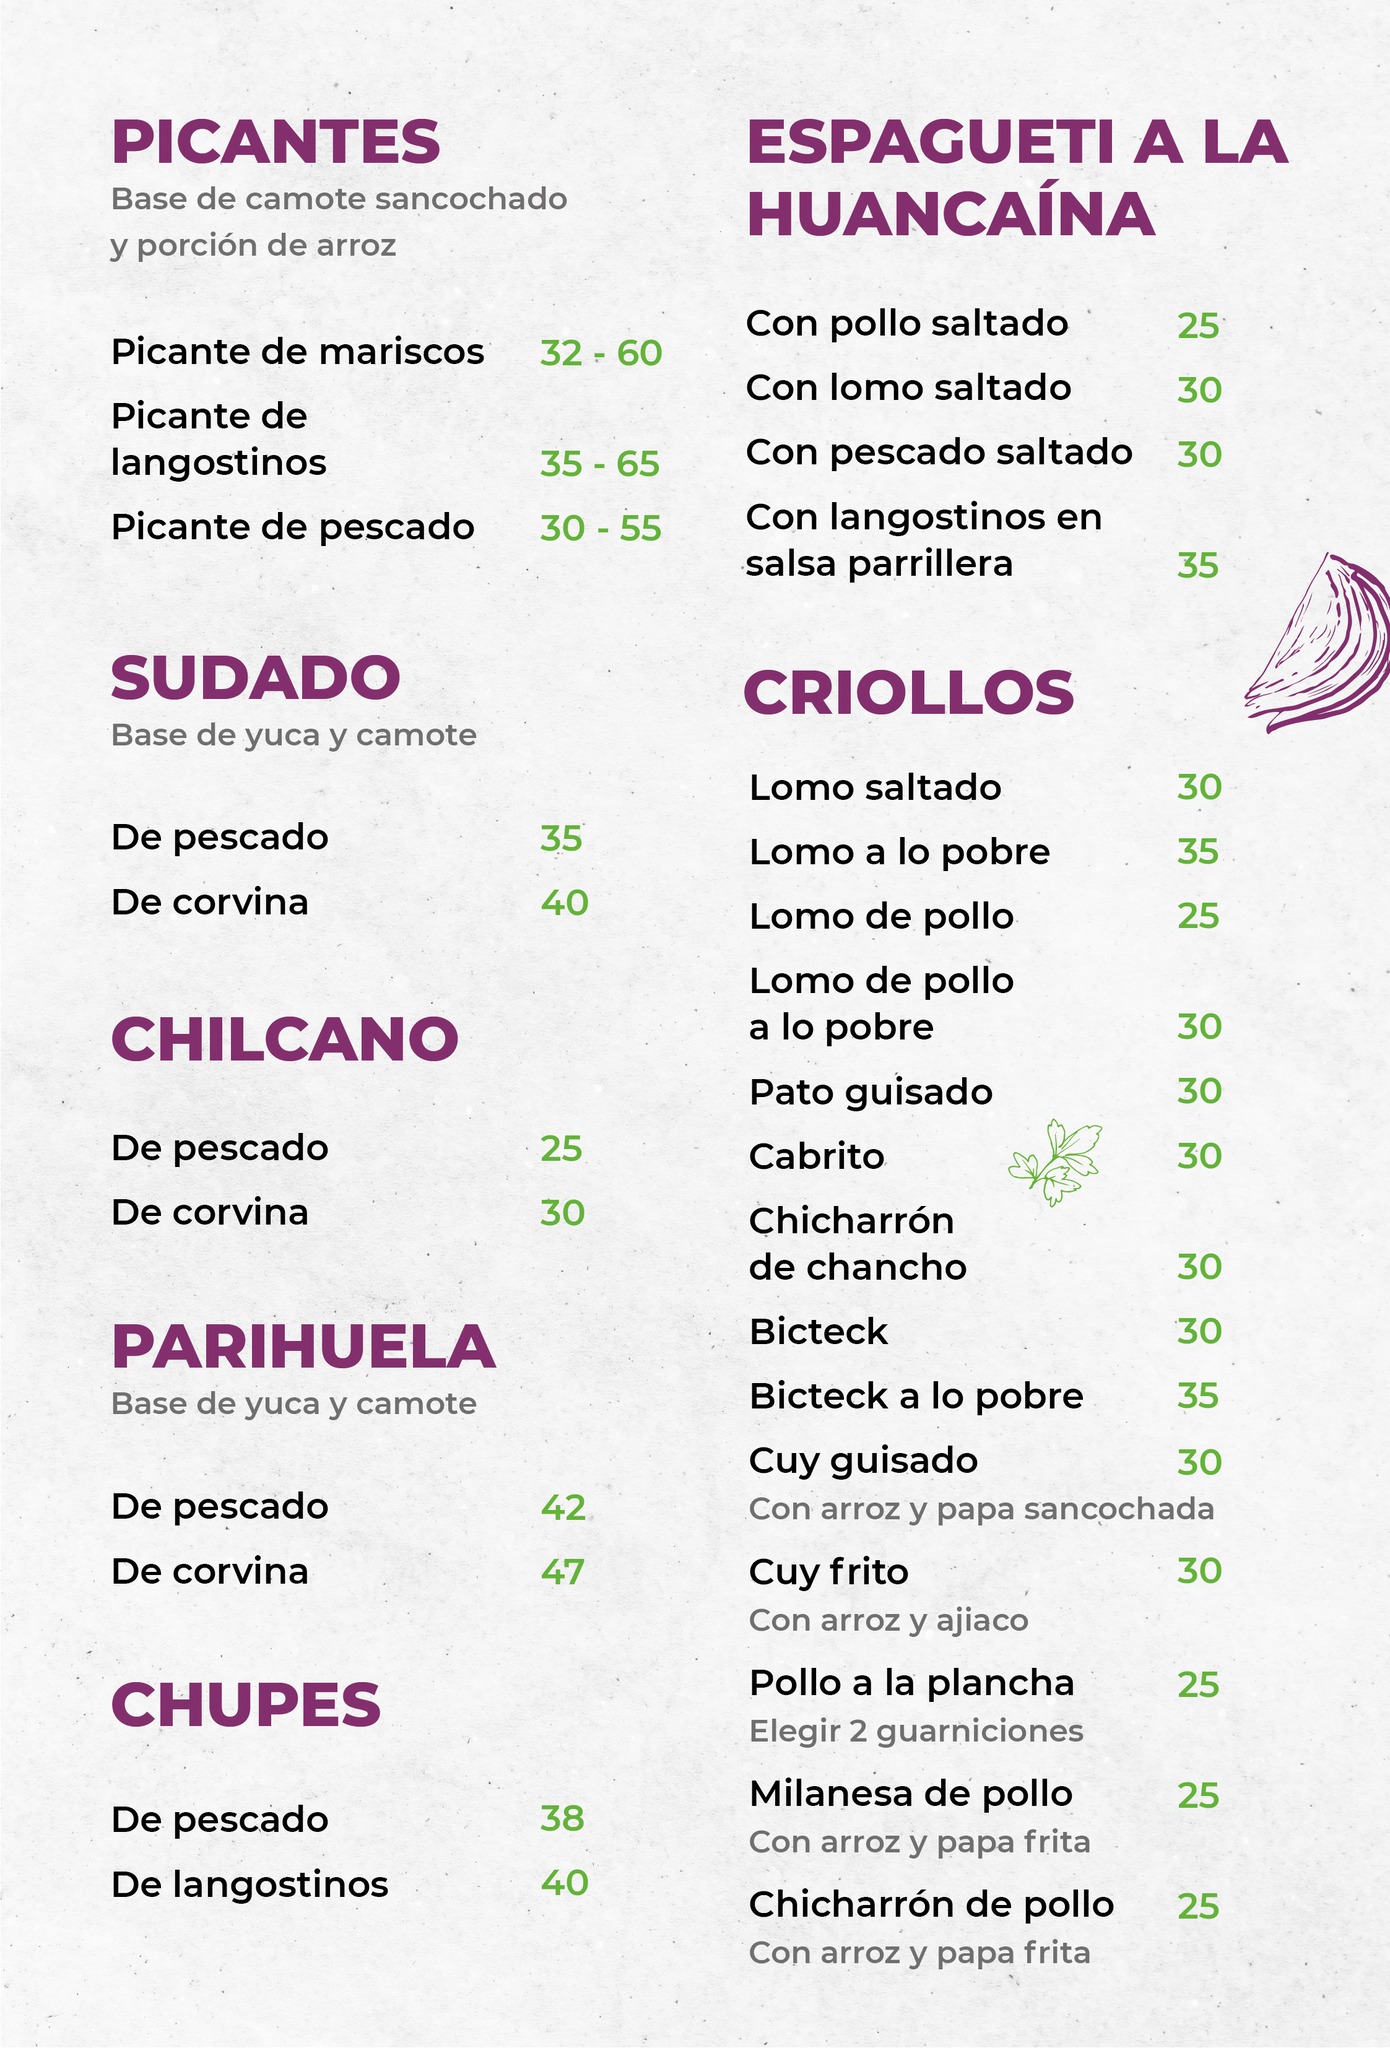 PICANTES
Base de camote sancochado
y porción de arroz
Picante de mariscos 32 - 60
Picante de
langostinos 35 - 65
Picante de pescado 30 - 55
SUDADO
Base de yuca y camote
De pescado 35
De corvina 40
CHILCANO
De pescado 25
De corvina 30
PARIHUELA
Base de yuca y camote
De pescado 42
De corvina 47
CHUPES
De pescado 38
De langostinos 40
ESPAGUETI A LA
HUANCAÍNA
Con pollo saltado 25
Con lomo saltado 30
Con pescado saltado 30
Con langostinos en
salsa parrillera 35
CRIOLLOS
Lomo saltado 30
Lomo a lo pobre 35
Lomo de pollo 25
Lomo de pollo
a lo pobre 30
Pato guisado 30
Cabrito 30
Chicharrón
de chancho 30
Bicteck 30
Bicteck a lo pobre 35
Cuy guisado 30
Con arroz y papa sancochada
Cuy frito 30
Con arroz y ajiaco
Pollo a la plancha 25
Elegir 2 guarniciones
Milanesa de pollo 25
Con arroz y papa frita
Chicharrón de pollo 25
Con arroz y papa frita